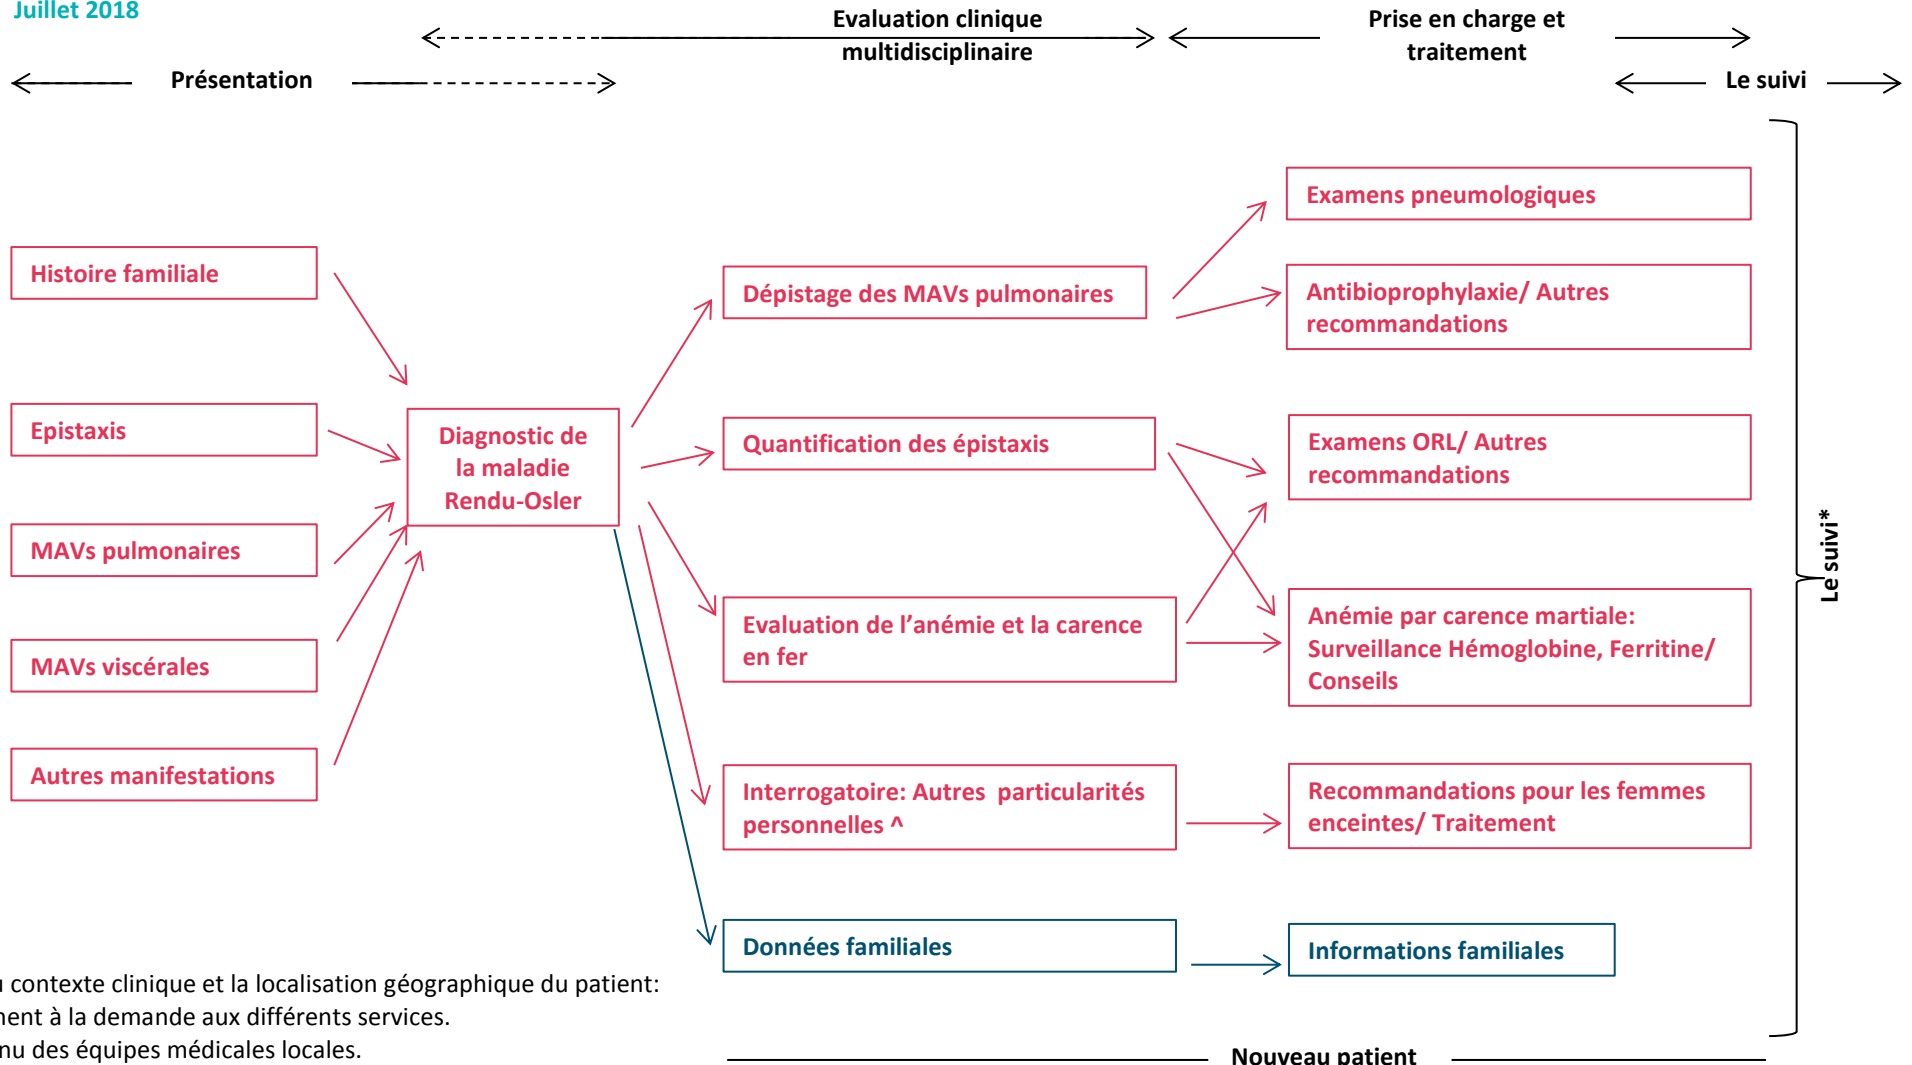 Juillet 2018
Evaluation clinique
multidisciplinaire
Prise en charge et
traitement
Présentation
Le suivi
Histoire familiale
Epistaxis
MAVs pulmonaires
MAVs viscérales
Autres manifestations
Diagnostic de
la maladie
Rendu-Osler
Dépistage des MAVs pulmonaires
Quantification des épistaxis
Evaluation de l'anémie et la carence
en fer
Interrogatoire: Autres particularités
personnelles ^
Données familiales
Examens pneumologiques
Antibioprophylaxie/ Autres
recommandations
Examens ORL/ Autres
recommandations
Anémie par carence martiale:
Surveillance Hémoglobine, Ferritine/
Conseils
Recommandations pour les femmes
enceintes/ Traitement
Informations familiales
Le suivi*
contexte clinique et la localisation géographique du patient:
à la demande aux différents services.
des équipes médicales locales.
Nouveau patient